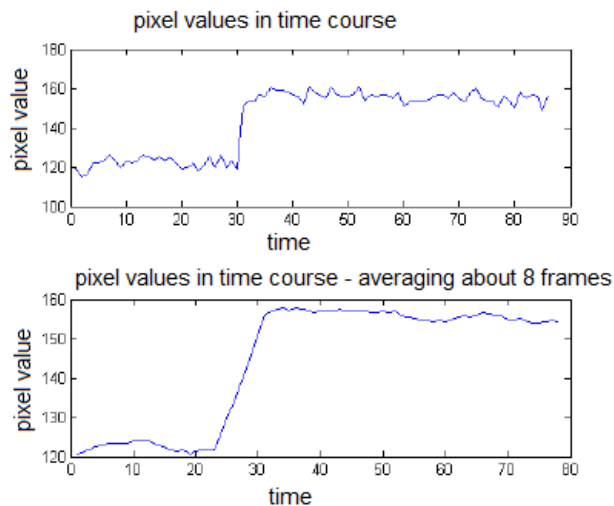 pixel values in time course
180
160
140
120
100
0 10 20 30 40 50 60 70 80 90
pixel value
time
pixel values in time course - averaging about 8 frames
160
150
140
130
120
0 10 20 30 40 50 60 70 80
pixel value
time